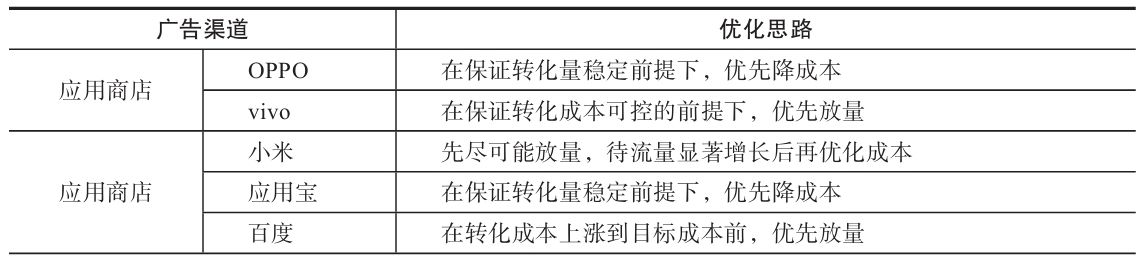 广告渠道 优化思路
应用商店 OPPO 在保证转化量稳定前提下，优先降成本
vivo 在保证转化成本可控的前提下，优先放量
应用商店 小米 先尽可能放量，待流量显著增长后再优化成本
应用宝 在保证转化量稳定前提下，优先降成本
百度 在转化成本上涨到目标成本前，优先放量